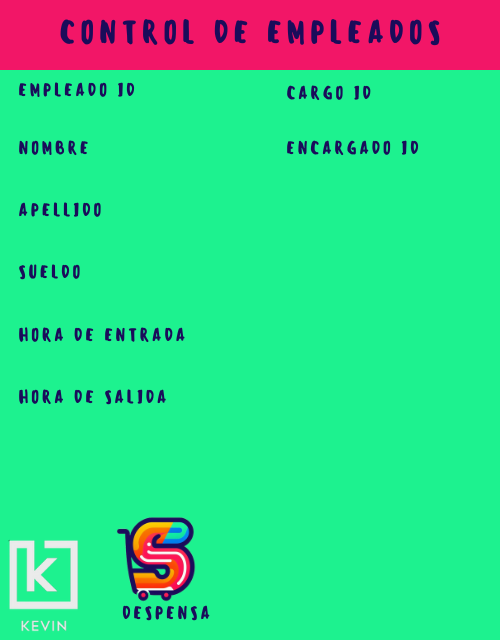 CONTROL DE EMPLEADOS
EMPLEADO ID
CARGO ID
NOMBRE
ENCARGADO ID
APELLIDO
SUELDO
HORA DE ENTRADA
HORA DE SALIDA
k
KEVIN
S
DESPENSA